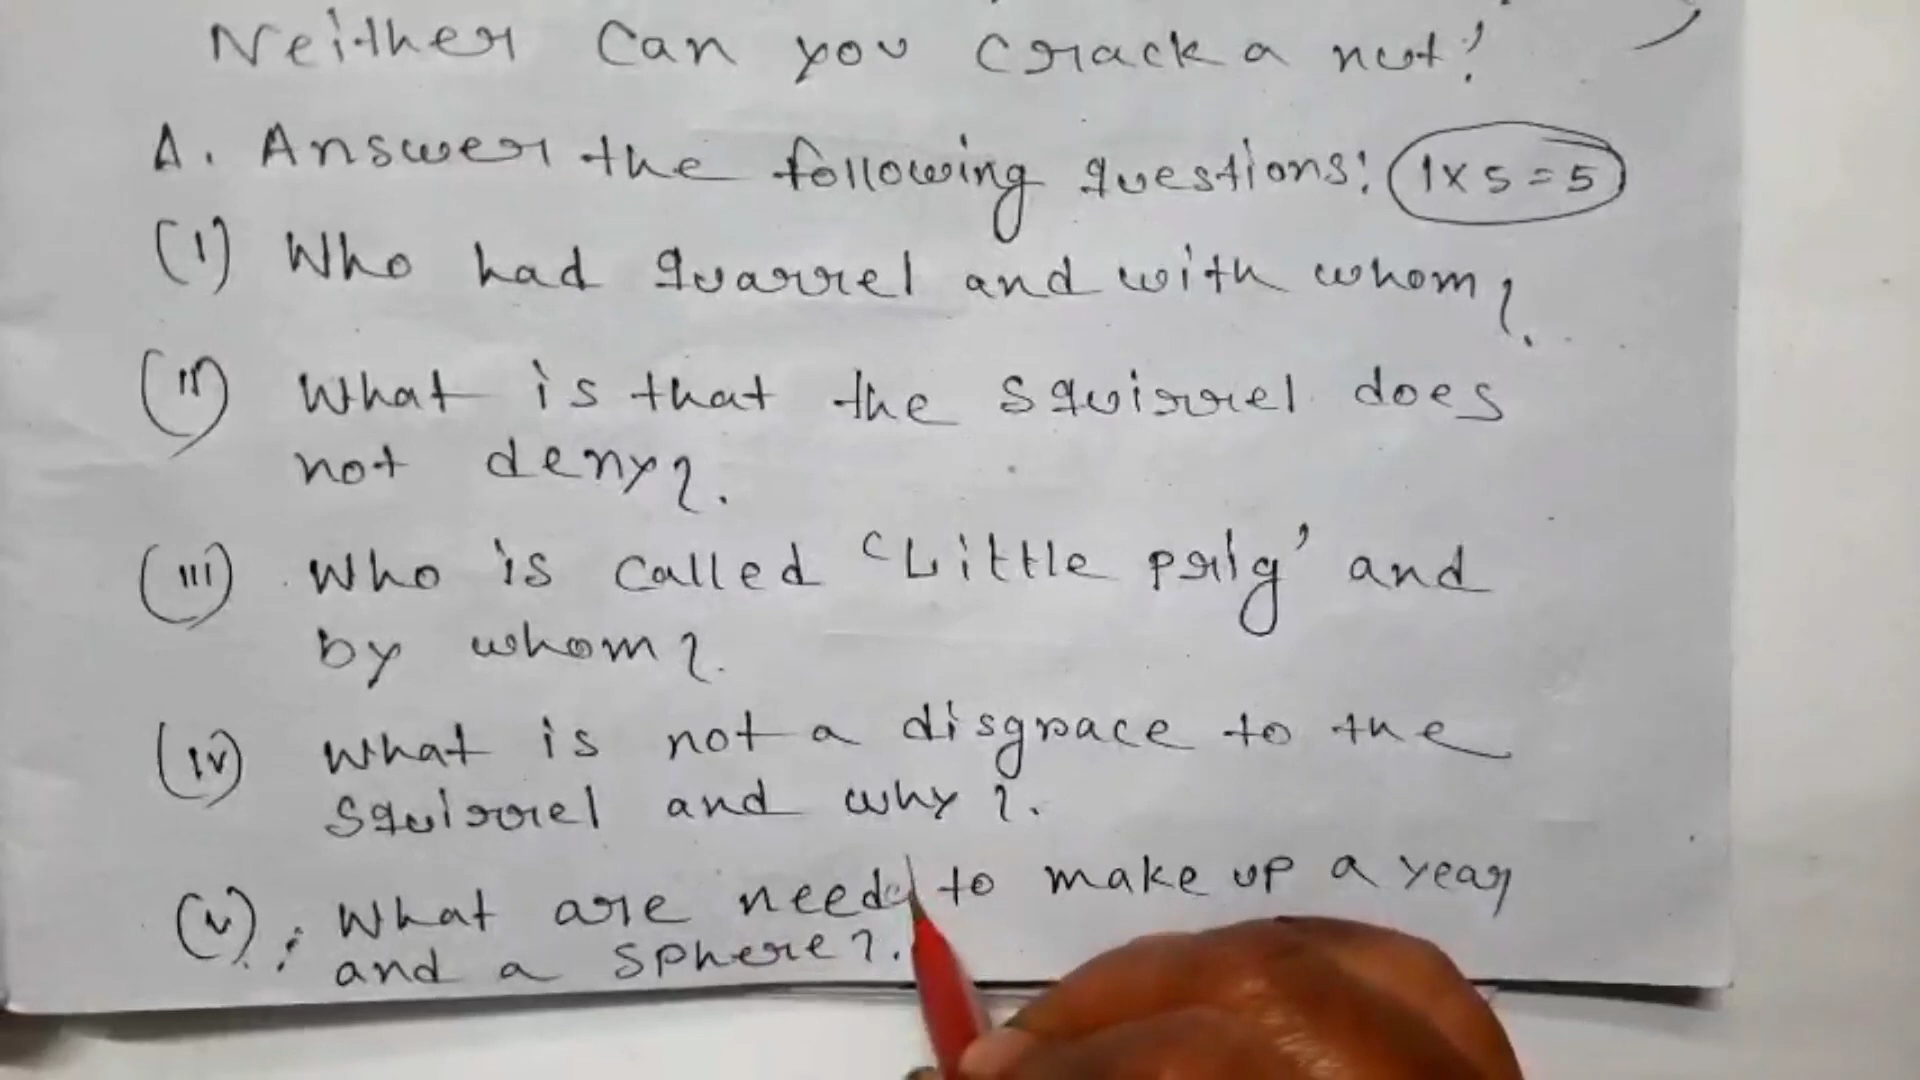 Neither can you crack a nut!
A. Answer the following questions: 1x5=5
(i) Who had quarrel and with whom?
(ii) What is that the squirrel does
not deny?
(iii) Who is called 'Little prig' and
by whom?
(iv) What is not a disgrace to the
squirrel and why?
(v) What are need to make up a year
and a sphere?